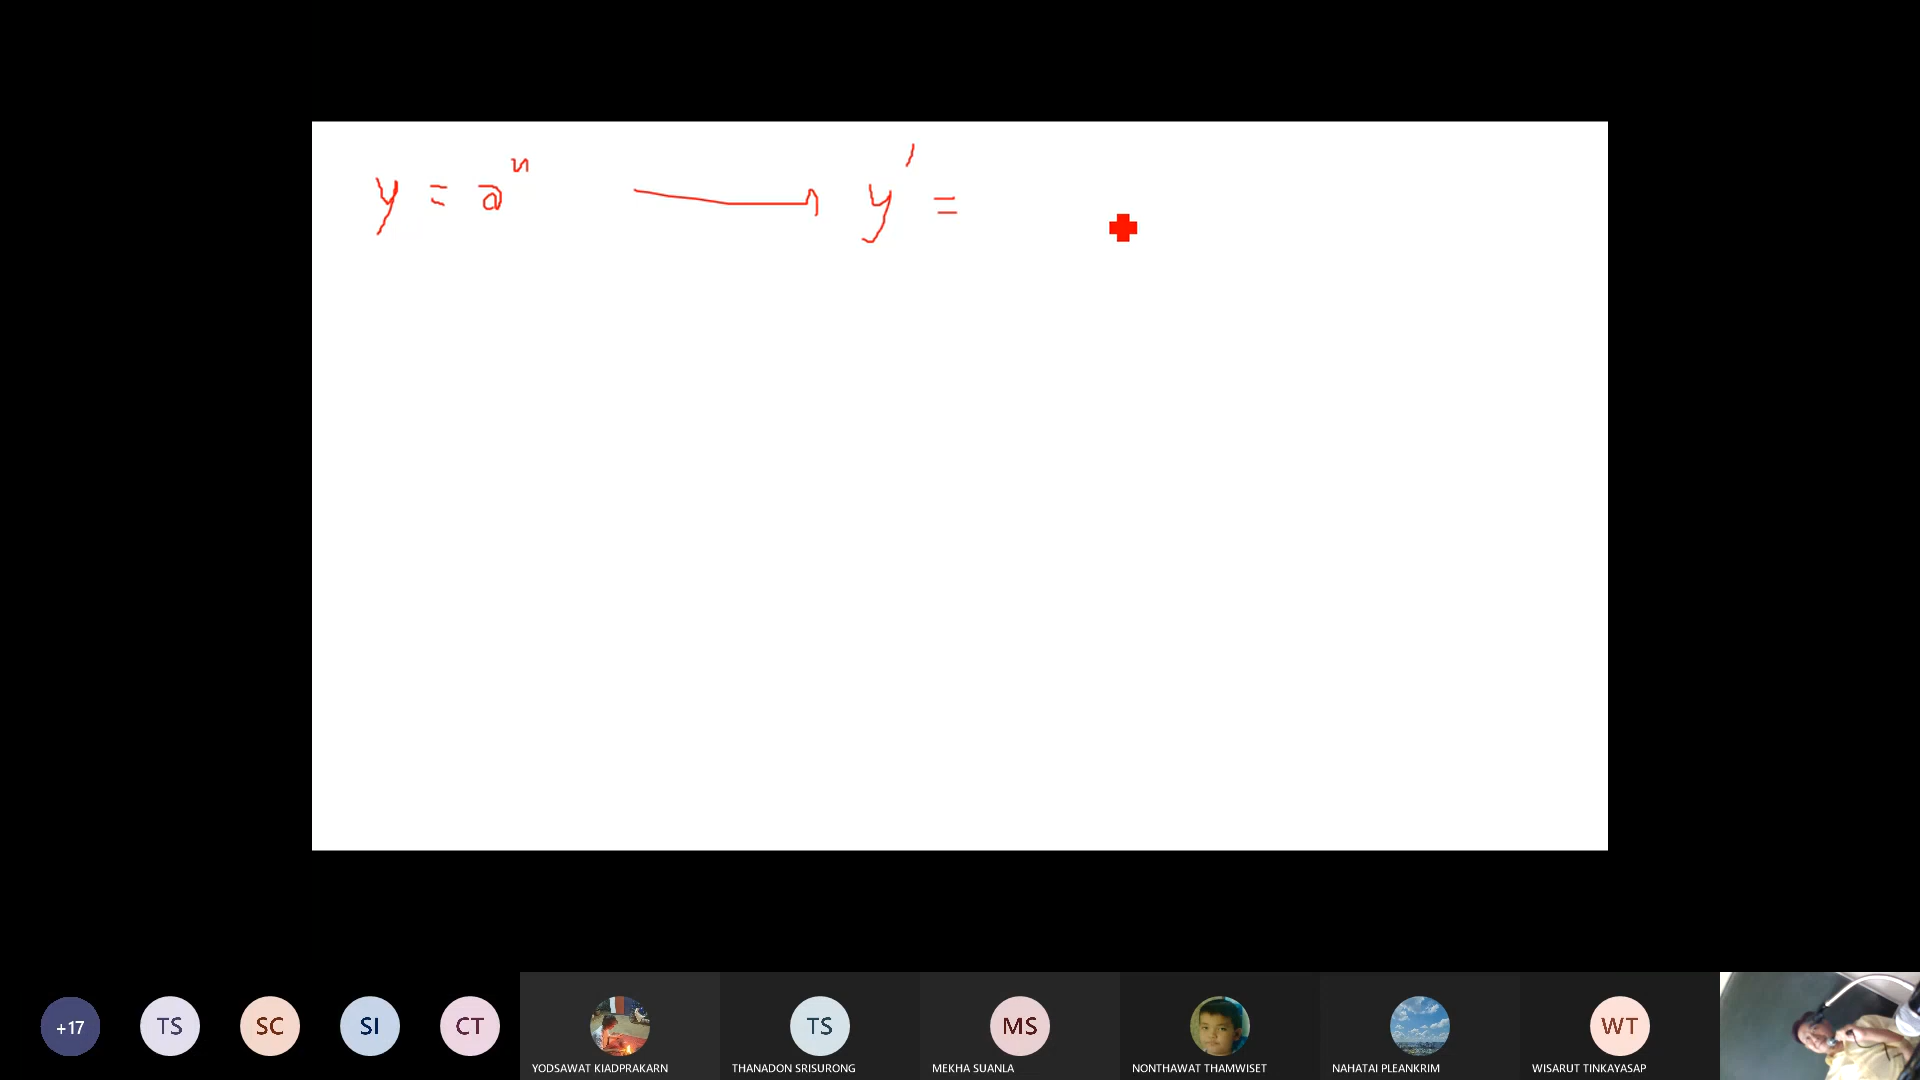 y = a^u → y' =
+17 TS SC SI CT TS MS WT
YODSAWAT KIADPRAKARN THANADON SRISURONG MEKHA SUANLA NONTHAWAT THAMWISET NAHATAI PLEANKRIM WISARUT TINKAYASAP